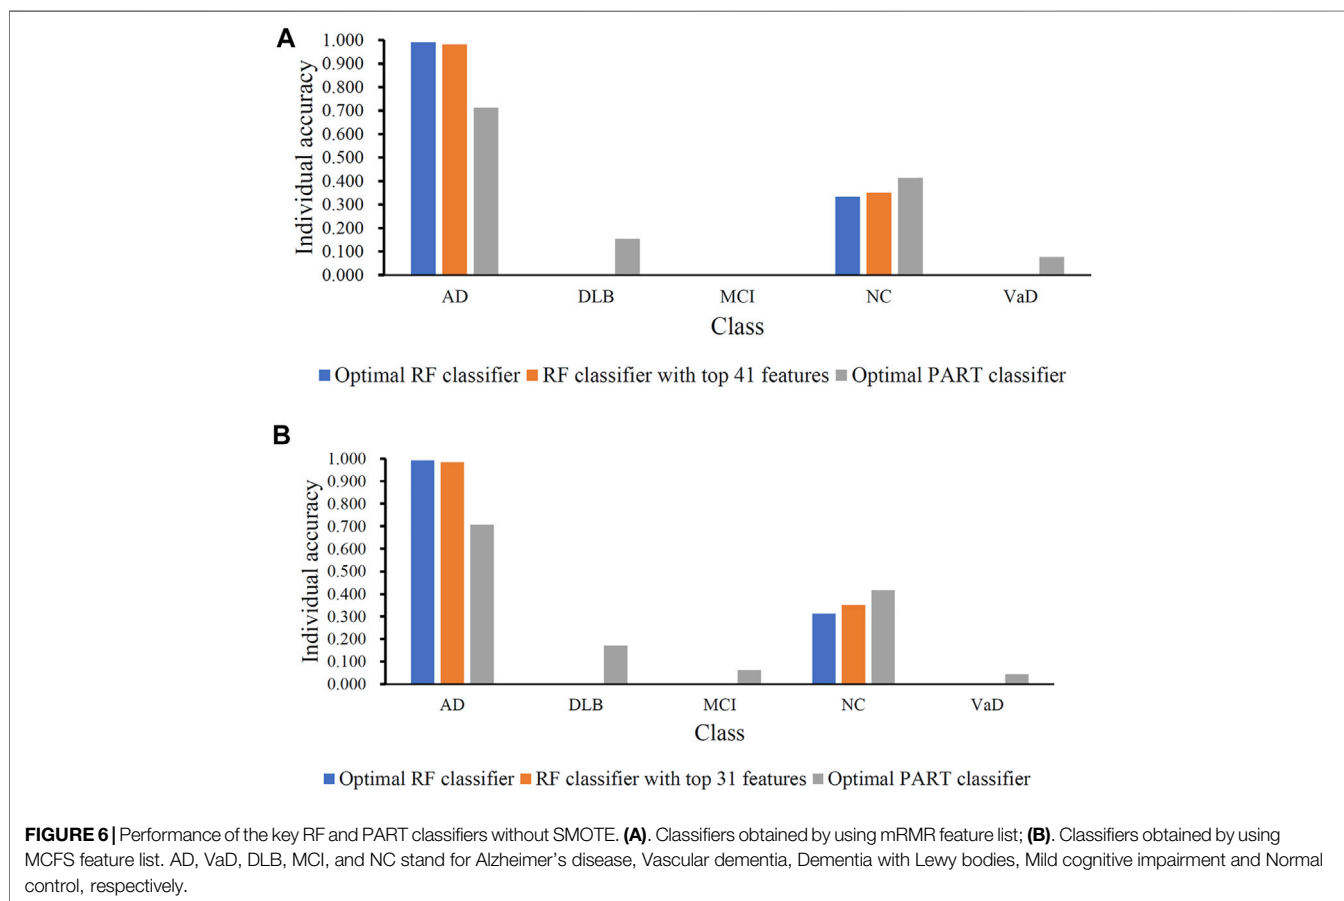 A
1.000
0.900
0.800
0.700
0.600
0.500
0.400
0.300
0.200
0.100
0.000
Individual accuracy
AD DLB MCI NC VaD
Class
Optimal RF classifier RF classifier with top 41 features Optimal PART classifier
B
1.000
0.900
0.800
0.700
0.600
0.500
0.400
0.300
0.200
0.100
0.000
Individual accuracy
AD DLB MCI NC VaD
Class
Optimal RF classifier RF classifier with top 31 features Optimal PART classifier
FIGURE 6 | Performance of the key RF and PART classifiers without SMOTE. (A). Classifiers obtained by using mRMR feature list; (B). Classifiers obtained by using
MCFS feature list. AD, VaD, DLB, MCI, and NC stand for Alzheimer's disease, Vascular dementia, Dementia with Lewy bodies, Mild cognitive impairment and Normal
control, respectively.